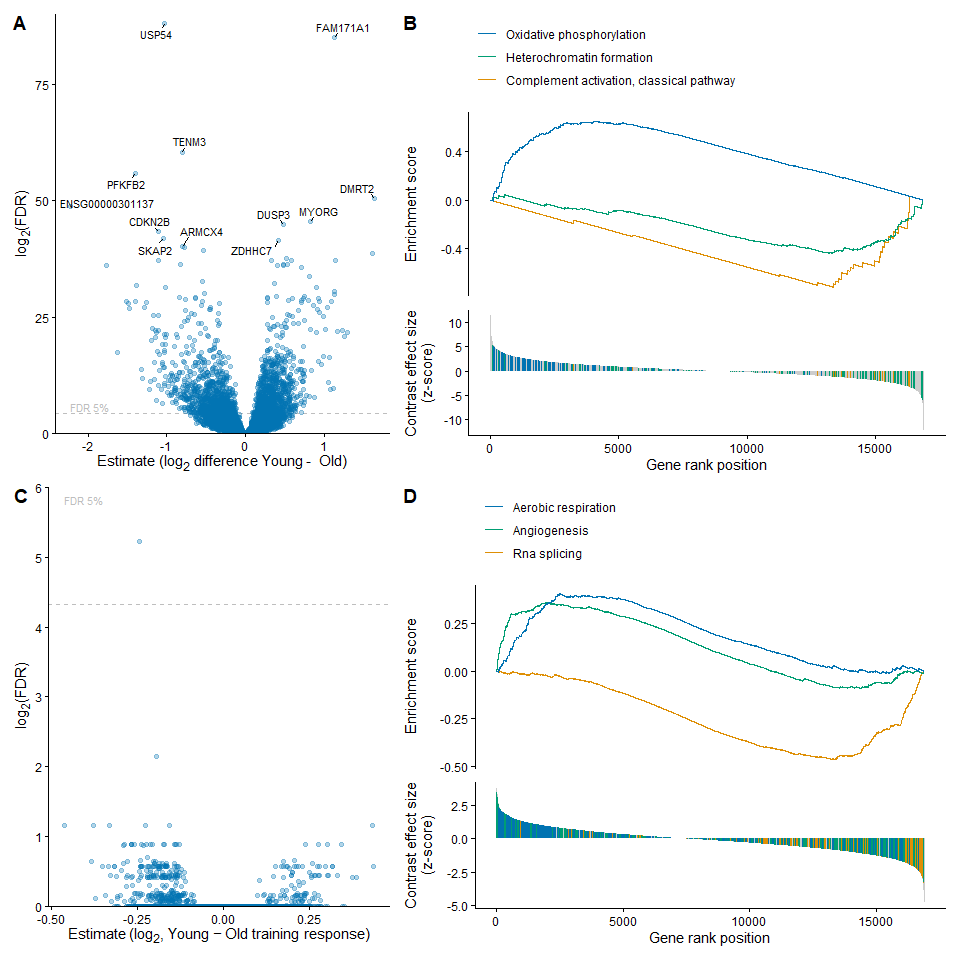 A
USP54
FAM171A1
TENM3
PFKFB2
ENSG00000301137
DMRT2
CDKN2B
ARMCX4
SKAP2
DUSP3
MYORG
ZDHHC7
FDR 5%
log2(FDR)
75
50
25
0
-2 -1 0 1
Estimate (log2 difference Young - Old)
B
Oxidative phosphorylation
Heterochromatin formation
Complement activation, classical pathway
Enrichment score
0.4
0.0
-0.4
Contrast effect size
(z-score)
10
5
0
-5
-10
0 5000 10000 15000
Gene rank position
C
FDR 5%
log2(FDR)
6
5
4
3
2
1
0
-0.50 -0.25 0.00 0.25
Estimate (log2, Young − Old training response)
D
Aerobic respiration
Angiogenesis
Rna splicing
Enrichment score
0.25
0.00
-0.25
-0.50
Contrast effect size
(z-score)
2.5
0.0
-2.5
-5.0
0 5000 10000 15000
Gene rank position